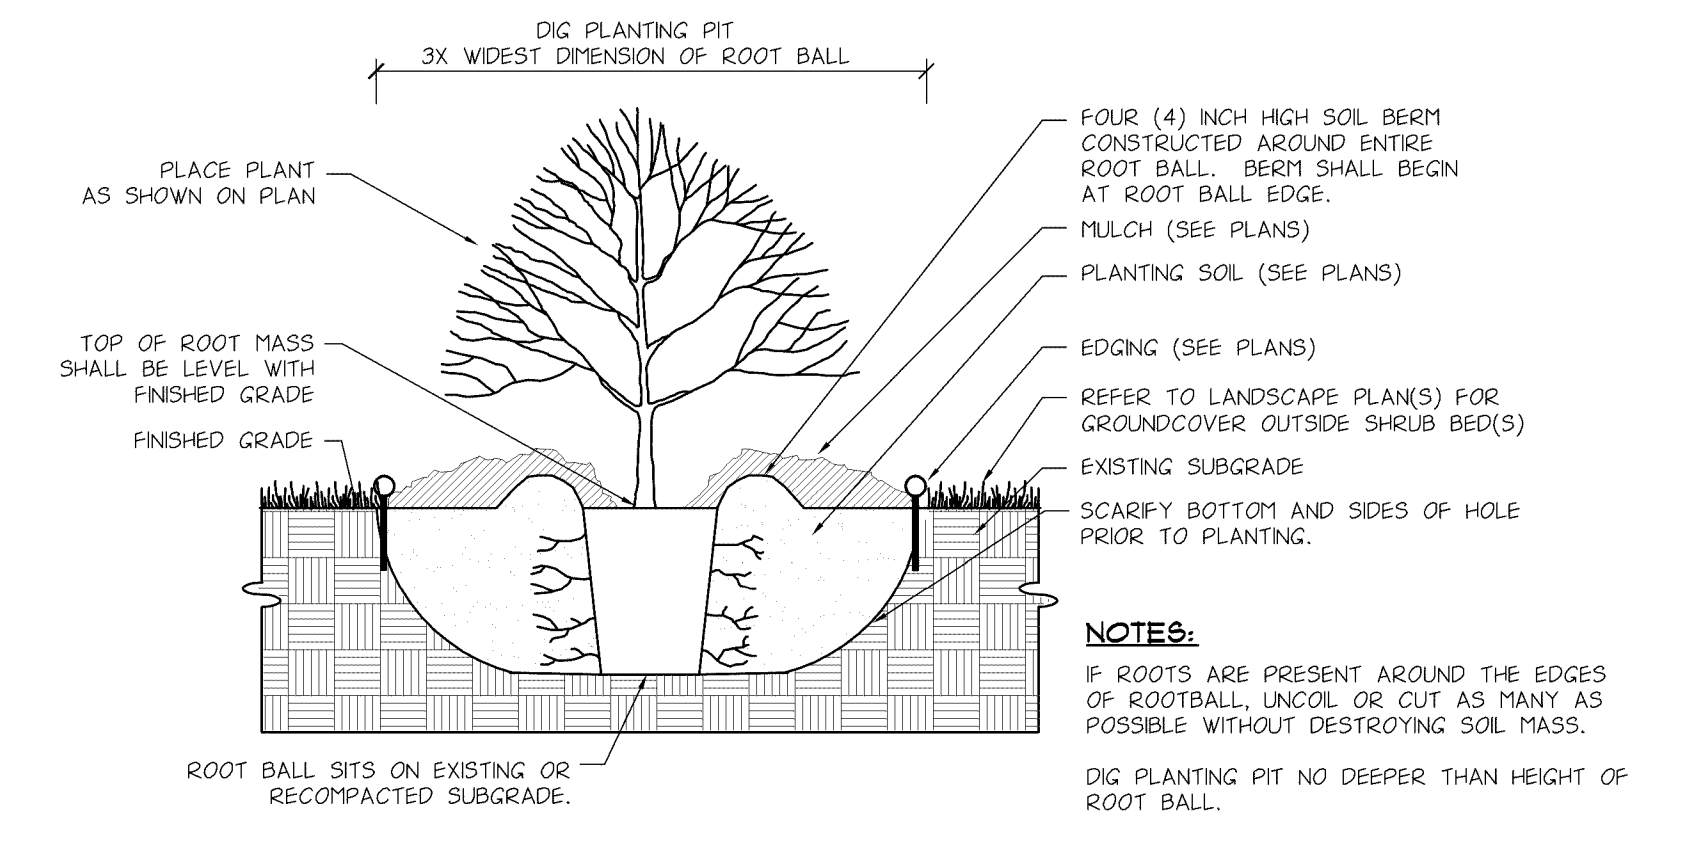 DIG PLANTING PIT
3X WIDEST DIMENSION OF ROOT BALL
PLACE PLANT
AS SHOWN ON PLAN
TOP OF ROOT MASS
SHALL BE LEVEL WITH
FINISHED GRADE
FINISHED GRADE
FOUR (4) INCH HIGH SOIL BERM
CONSTRUCTED AROUND ENTIRE
ROOT BALL. BERM SHALL BEGIN
AT ROOT BALL EDGE.
MULCH (SEE PLANS)
PLANTING SOIL (SEE PLANS)
EDGING (SEE PLANS)
REFER TO LANDSCAPE PLAN(S) FOR
GROUNDCOVER OUTSIDE SHRUB BED(S)
EXISTING SUBGRADE
SCARIFY BOTTOM AND SIDES OF HOLE
PRIOR TO PLANTING.
ROOT BALL SITS ON EXISTING OR
RECOMPACTED SUBGRADE.
NOTES:
IF ROOTS ARE PRESENT AROUND THE EDGES
OF ROOTBALL, UNCOIL OR CUT AS MANY AS
POSSIBLE WITHOUT DESTROYING SOIL MASS.
DIG PLANTING PIT NO DEEPER THAN HEIGHT OF
ROOT BALL.